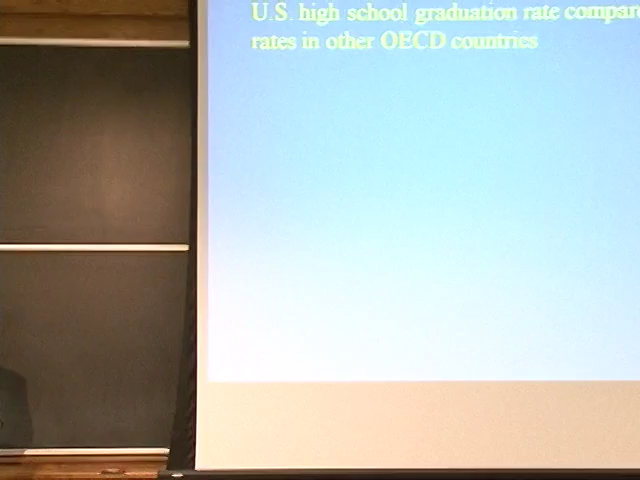 U.S. high school graduation rate compar
rates in other OECD countries